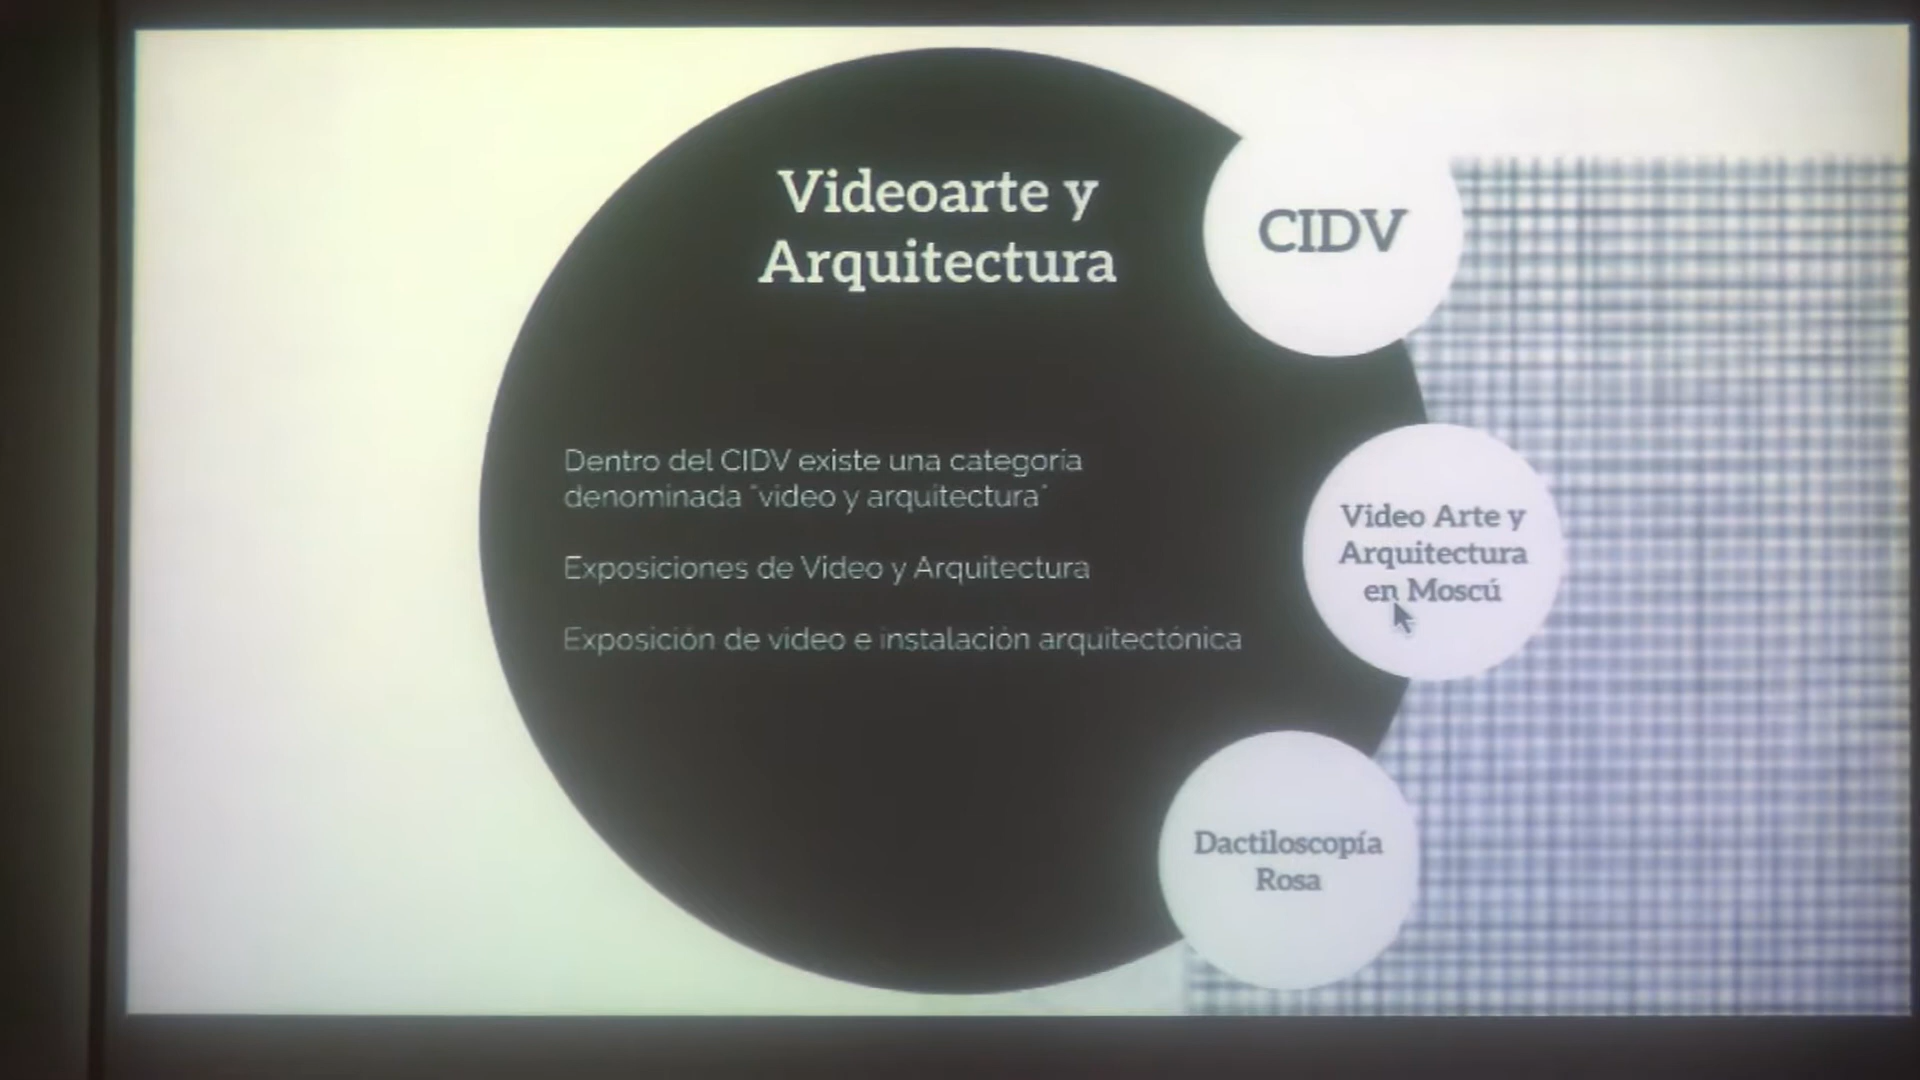 Videoarte y
Arquitectura
Dentro del CIDV existe una categoría
denominada "video y arquitectura"
Exposiciones de Video y Arquitectura
Exposición de video e instalación arquitectónica
CIDV
Video Arte y
Arquitectura
en Moscú
Dactiloscopía
Rosa